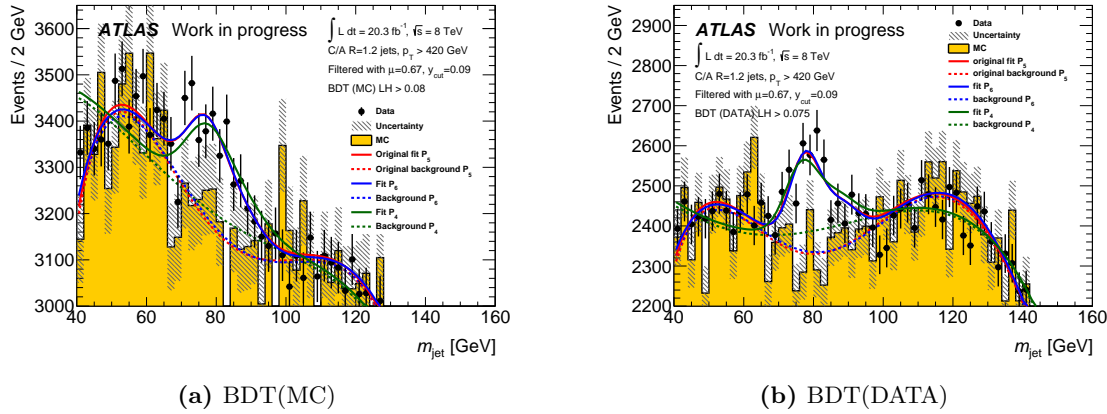 ATLAS Work in progress
∫ L dt = 20.3 fb⁻¹, √s = 8 TeV
C/A R=1.2 jets, p_T > 420 GeV
Filtered with μ=0.67, y_cut=0.09
BDT (MC) LH > 0.08
Data
Uncertainty
MC
Original fit P₅
Original background P₅
Fit P₆
Background P₆
Fit P₄
Background P₄
Events / 2 GeV
3600
3500
3400
3300
3200
3100
3000
40 60 80 100 120 140 160
m_jet [GeV]
(a) BDT(MC)
ATLAS Work in progress
∫ L dt = 20.3 fb⁻¹, √s = 8 TeV
C/A R=1.2 jets, p_T > 420 GeV
Filtered with μ=0.67, y_cut=0.09
BDT (DATA) LH > 0.075
Data
Uncertainty
MC
original fit P₅
original background P₅
fit P₆
background P₆
fit P₄
background P₄
Events / 2 GeV
2900
2800
2700
2600
2500
2400
2300
2200
40 60 80 100 120 140 160
m_jet [GeV]
(b) BDT(DATA)